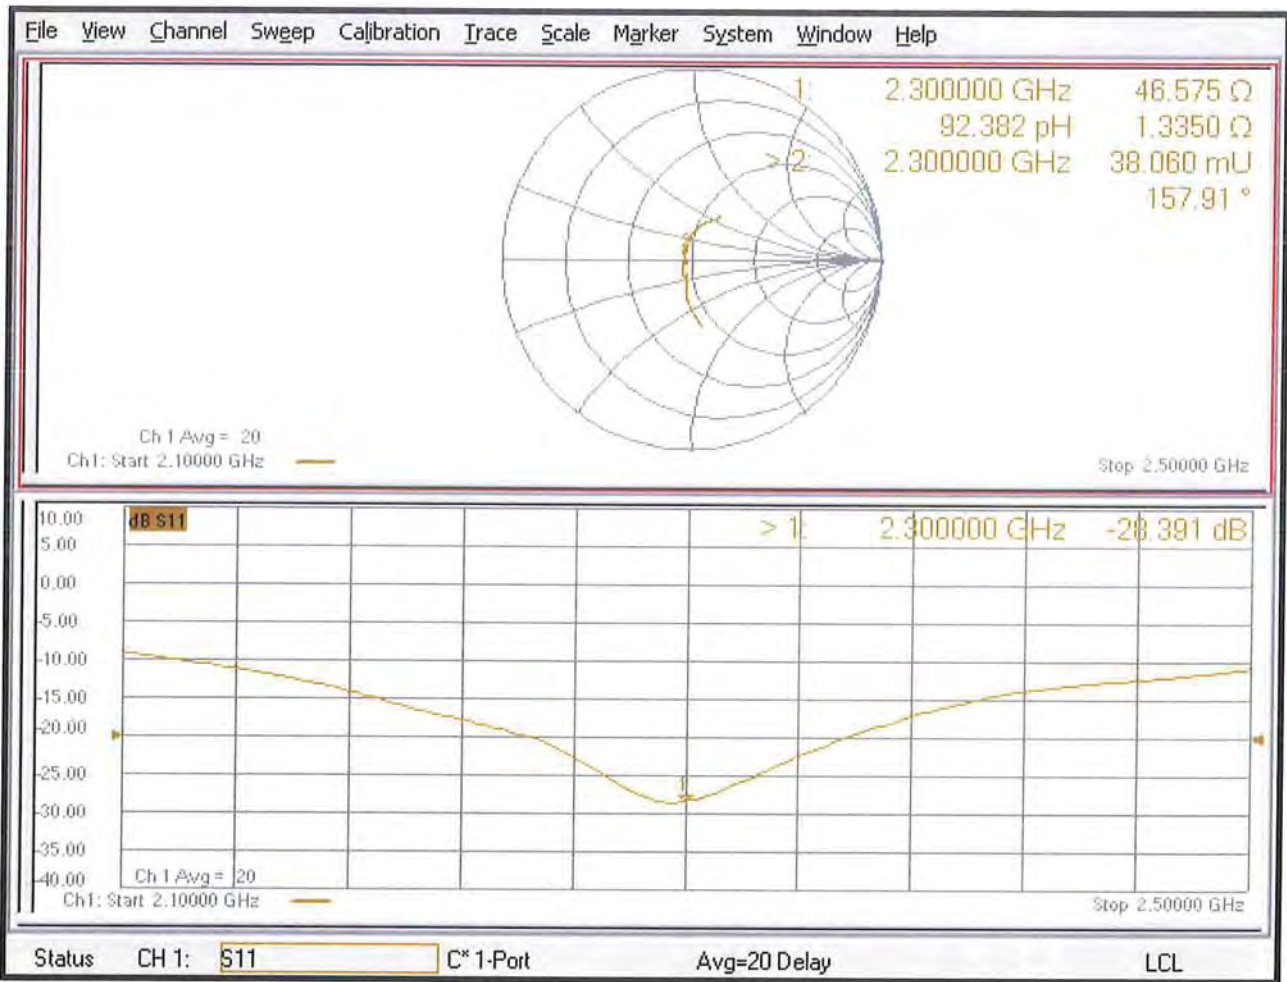 File View Channel Sweep Calibration Trace Scale Marker System Window Help
1: 2.300000 GHz 46.575 Ω
92.382 pH 1.3350 Ω
> 2: 2.300000 GHz 38.060 mU
157.91 °
Ch 1 Avg = 20
Ch1: Start 2.10000 GHz
Stop 2.50000 GHz
10.00
dB S11
> 1: 2.300000 GHz -28.391 dB
5.00
0.00
-5.00
-10.00
-15.00
-20.00
-25.00
1
-30.00
-35.00
-40.00
Ch 1 Avg = 20
Ch1: Start 2.10000 GHz
Stop 2.50000 GHz
Status CH 1: S11 C* 1-Port Avg=20 Delay LCL